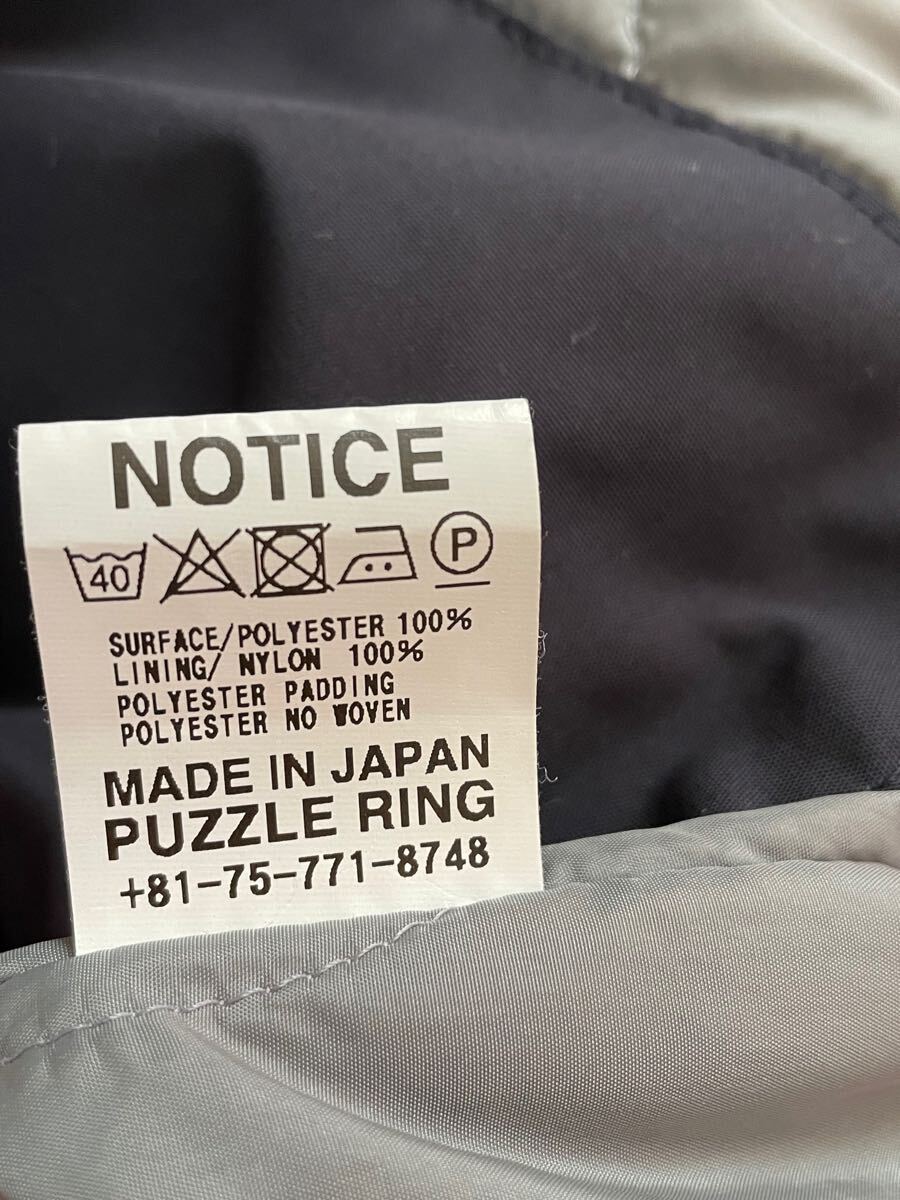 NOTICE
40 P
SURFACE/POLYESTER 100%
LINING/ NYLON 100%
POLYESTER PADDING
POLYESTER NO WOVEN
MADE IN JAPAN
PUZZLE RING
+81-75-771-8748